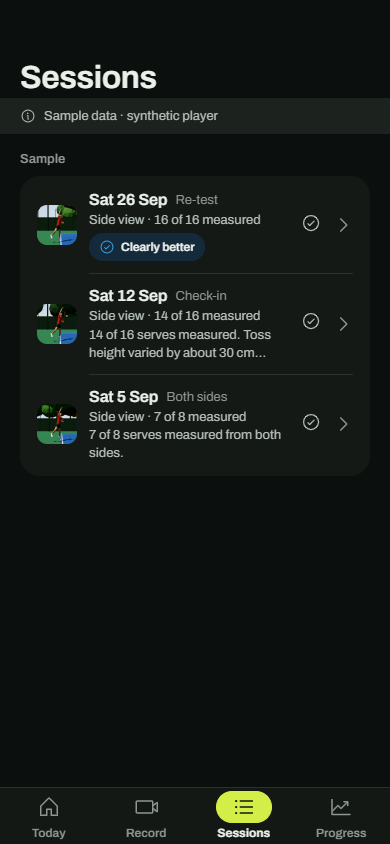 Sessions
Sample data · synthetic player
Sample
Sat 26 Sep Re-test
Side view · 16 of 16 measured
Clearly better
Sat 12 Sep Check-in
Side view · 14 of 16 measured
14 of 16 serves measured. Toss
height varied by about 30 cm...
Sat 5 Sep Both sides
Side view · 7 of 8 measured
7 of 8 serves measured from both
sides.
Today Record Sessions Progress